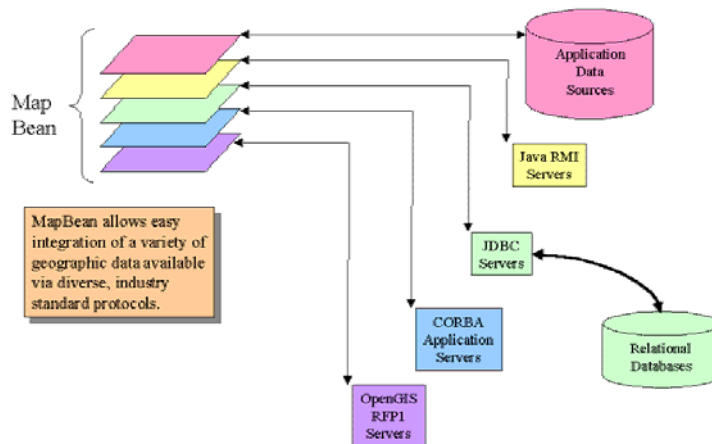 Application
Data
Sources
Map
Bean
Java RMI
Servers
MapBean allows easy
integration of a variety of
geographic data available
via diverse, industry
standard protocols.
JDBC
Servers
CORBA
Application
Servers
Relational
Databases
OpenGIS
RFP1
Servers